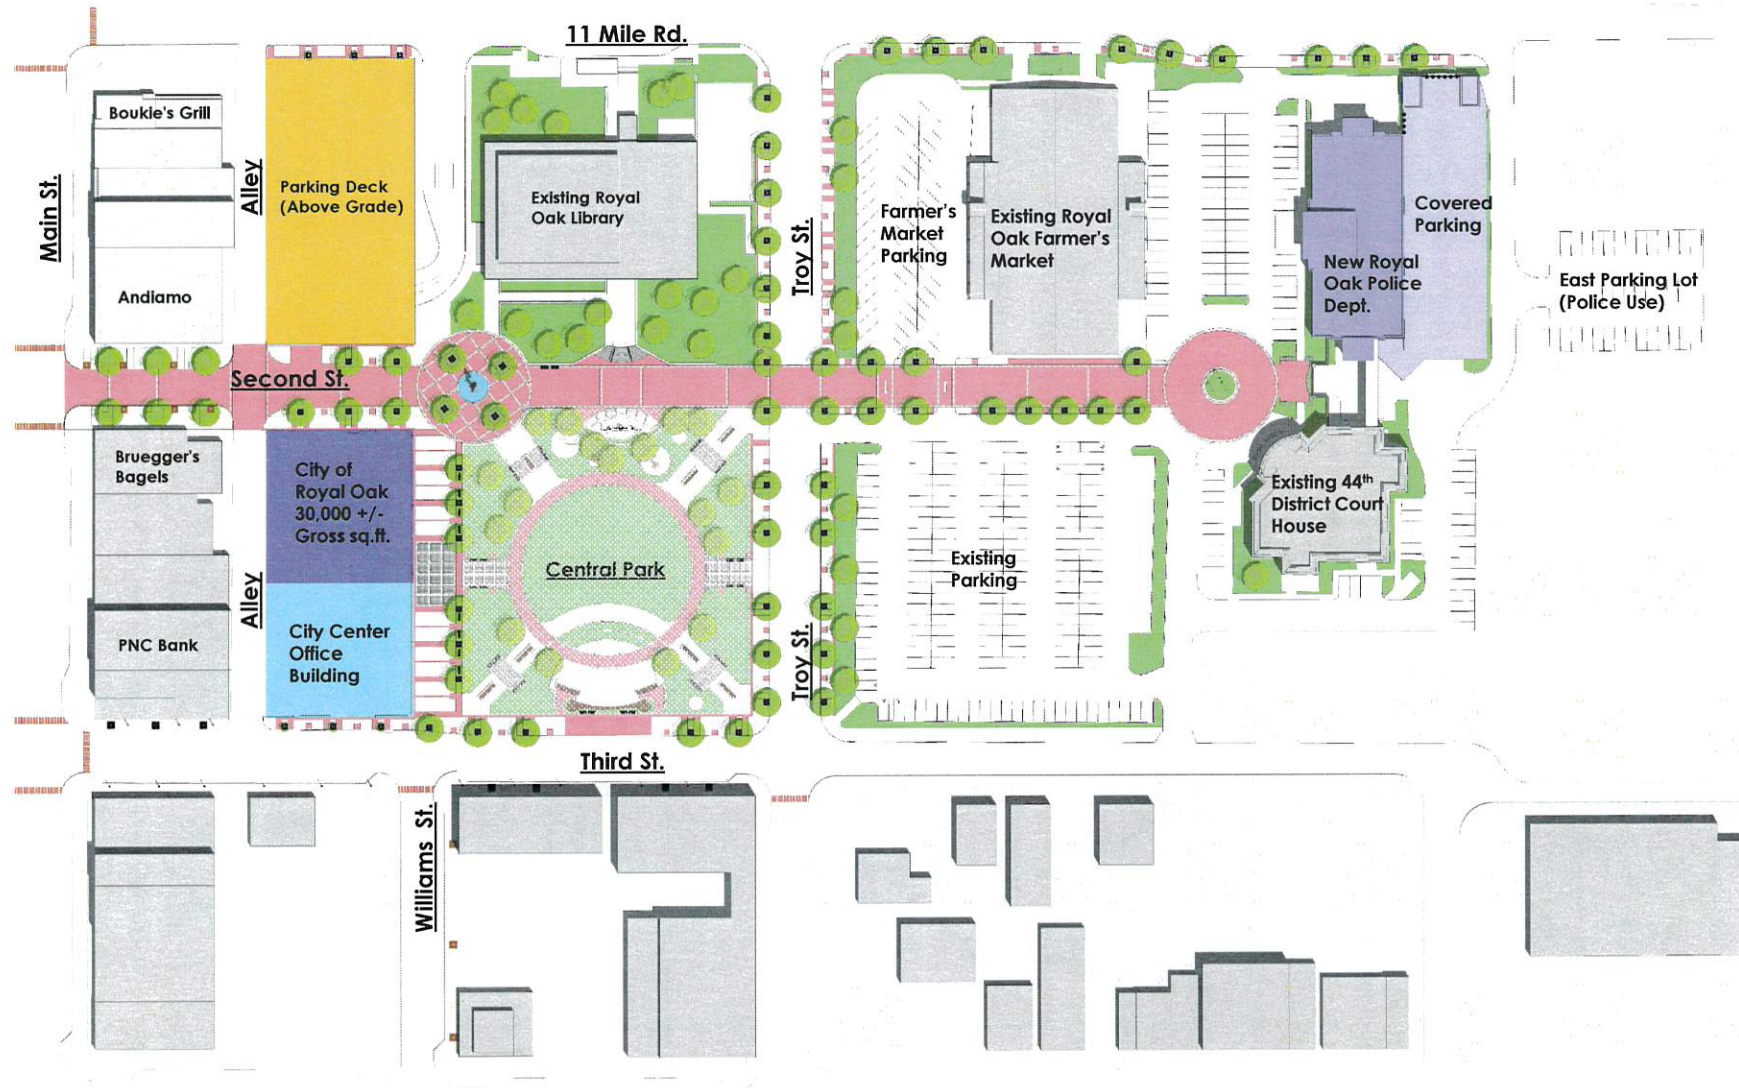 11 Mile Rd.
Boukie's Grill
Main St.
Alley
Parking Deck
(Above Grade)
Existing Royal
Oak Library
Troy St.
Farmer's
Market
Parking
Existing Royal
Oak Farmer's
Market
Covered
Parking
New Royal
Oak Police
Dept.
East Parking Lot
(Police Use)
Andiamo
Second St.
Bruegger's
Bagels
City of
Royal Oak
30,000 +/-
Gross sq.ft.
Existing 44th
District Court
House
Central Park
Existing
Parking
Alley
PNC Bank
City Center
Office
Building
Troy St.
Third St.
Williams St.